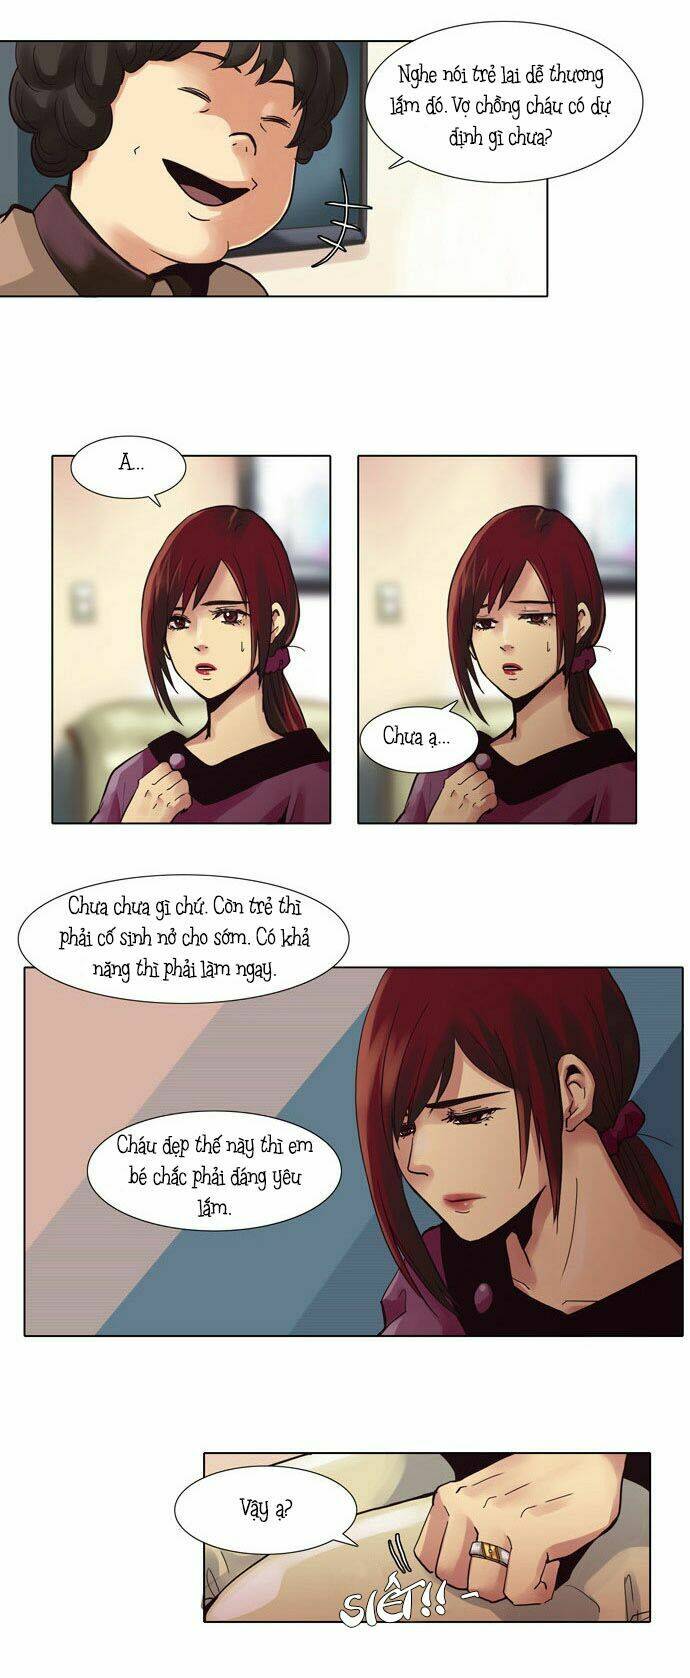 Nghe nói trẻ lai dễ thương
lắm đó. Vợ chồng cháu có dự
định gì chưa?
A...
Chưa ạ...
Chưa chưa gì chứ. Còn trẻ thì
phải cố sinh nở cho sớm. Có khả
năng thì phải làm ngay.
Cháu đẹp thế này thì em
bé chắc phải đáng yêu
lắm.
Vậy ạ?
SIẾT!! -